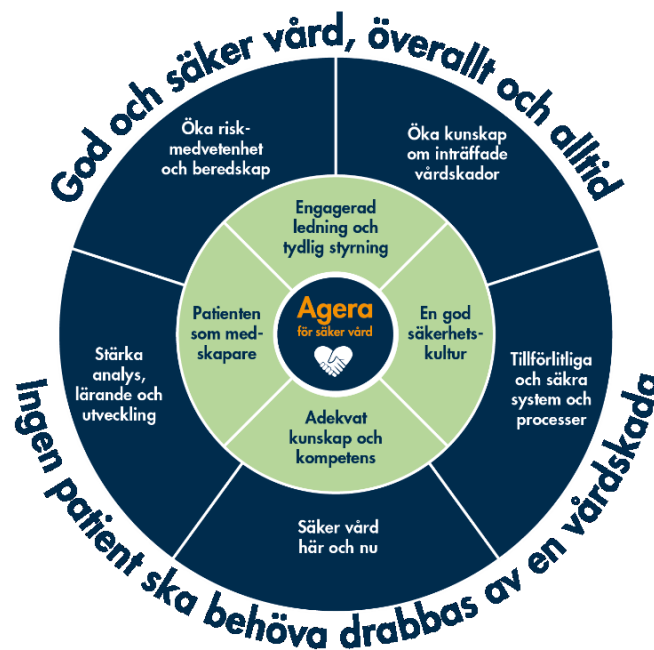 God och säker vård, överallt och alltid
Öka risk-
medvetenhet
och beredskap
Öka kunskap
om inträffade
vårdskador
Engagerad
ledning och
tydlig styrning
Patienten
som med-
skapare
Agera
för säker vård
En god
säkerhets-
kultur
Stärka
analys,
lärande och
utveckling
Tillförlitliga
och säkra
system och
processer
Adekvat
kunskap och
kompetens
Säker vård
här och nu
Ingen patient ska behöva drabbas av en vårdskada